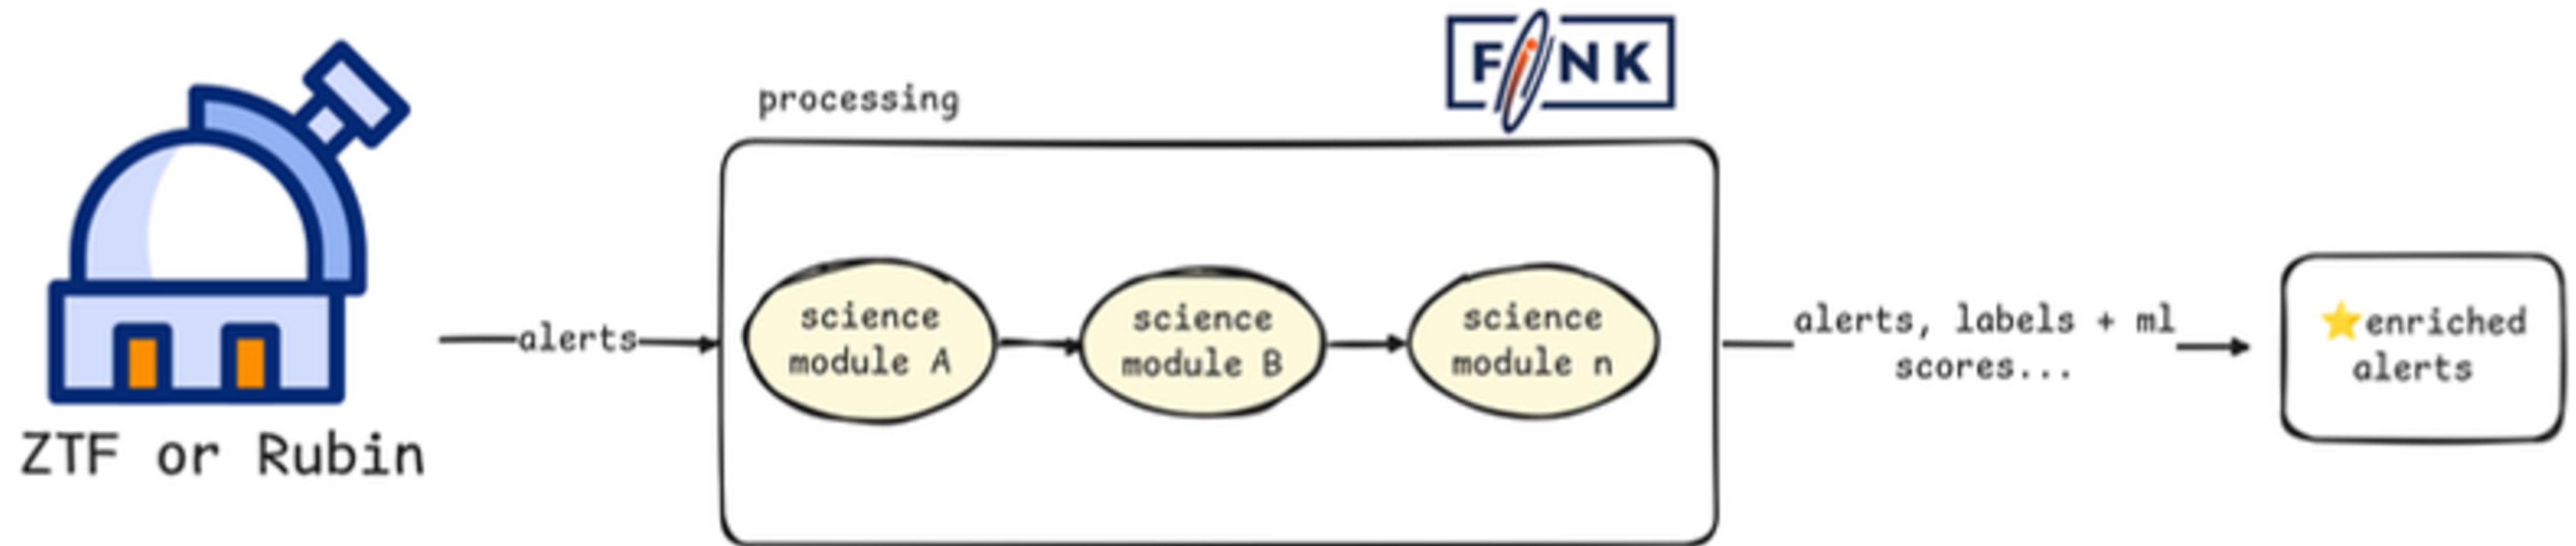 FINK
processing
science
module A
science
module B
science
module n
alerts
alerts, labels + ml
scores...
enriched
alerts
ZTF or Rubin